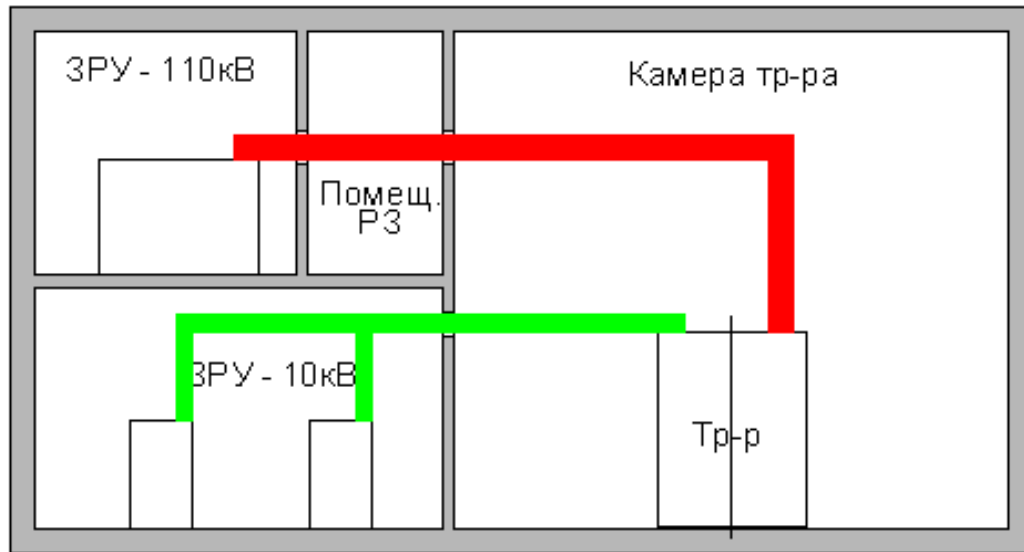 ЗРУ - 110кВ
Камера тр-ра
Помещ.
РЗ
ЗРУ - 10кВ
Тр-р